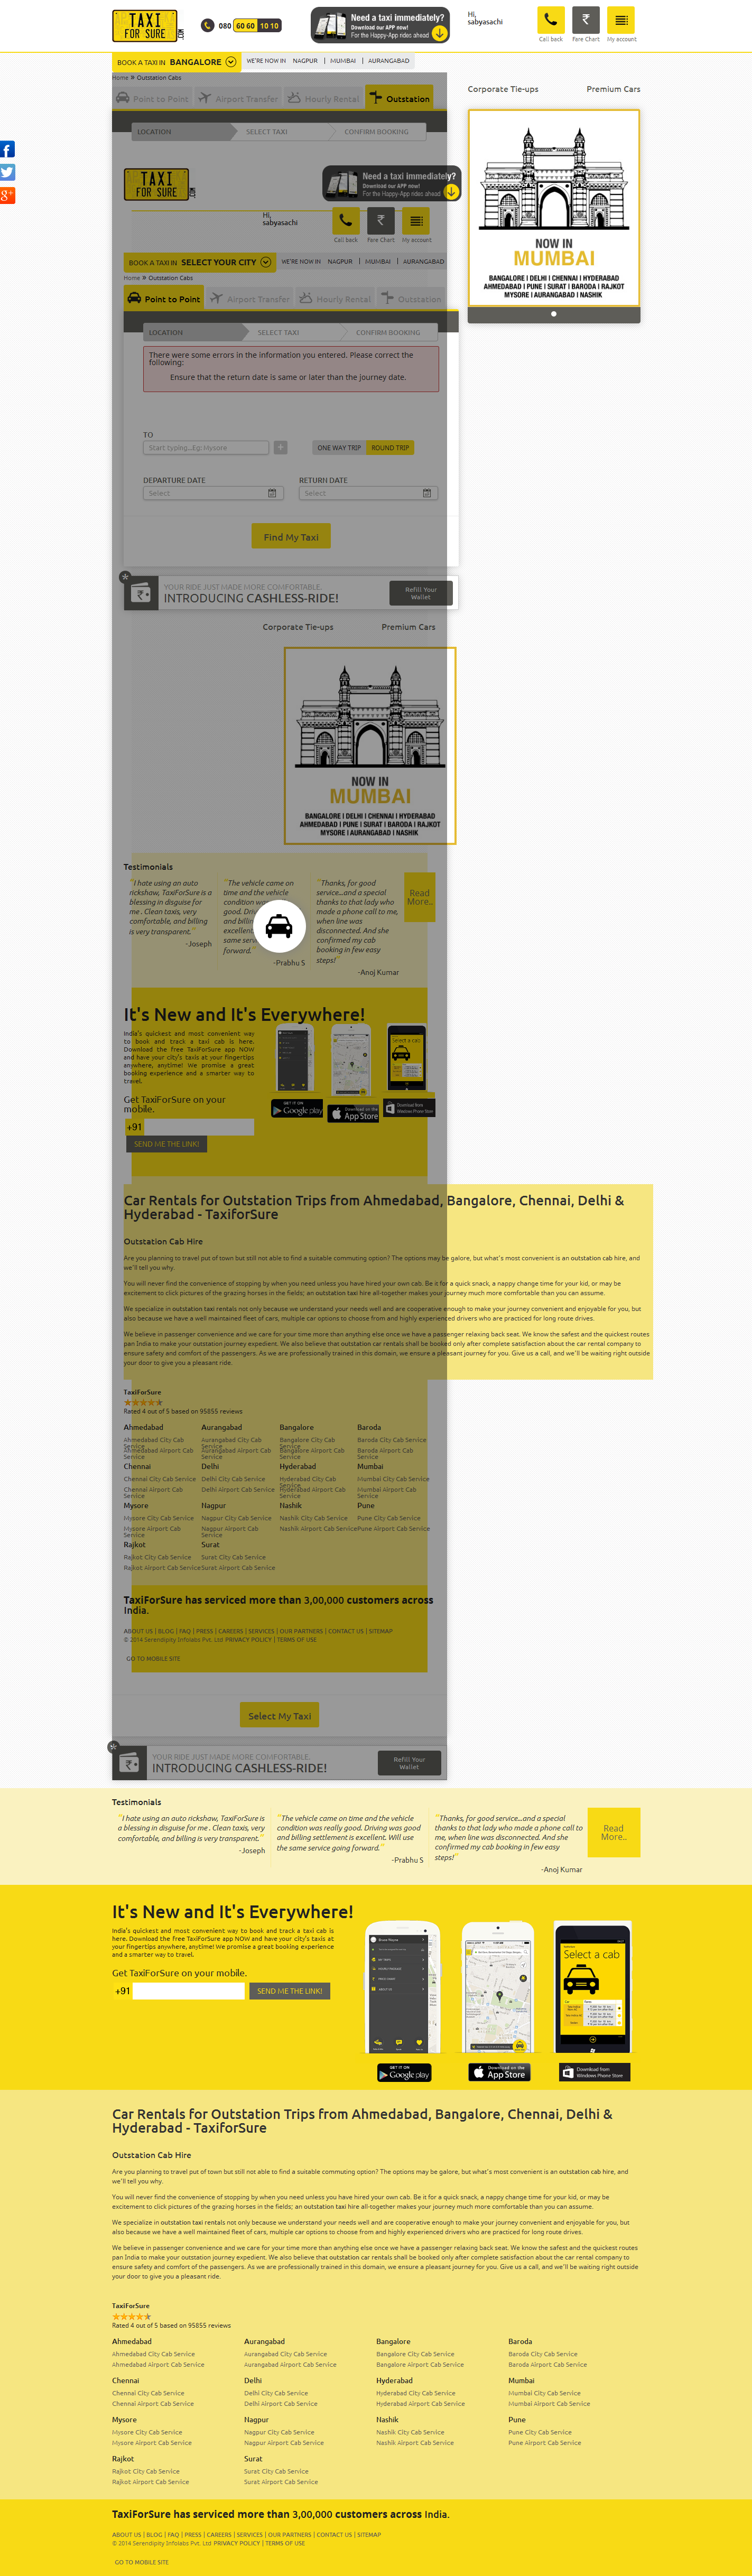 TAXI
FOR SURE
080 60 60 10 10
Need a taxi immediately?
Download our APP now!
For the Happy-App rides ahead
Hi,
sabyasachi
Call back
Fare Chart
My account
BOOK A TAXI IN BANGALORE
WE'RE NOW IN NAGPUR | MUMBAI | AURANGABAD
Home » Outstation Cabs
Point to Point
Airport Transfer
Hourly Rental
Outstation
Corporate Tie-ups
Premium Cars
LOCATION
SELECT TAXI
CONFIRM BOOKING
NOW IN
MUMBAI
BANGALORE | DELHI | CHENNAI | HYDERABAD
AHMEDABAD | PUNE | SURAT | BARODA | RAJKOT
MYSORE | AURANGABAD | NASHIK
TAXI
FOR SURE
Need a taxi immediately?
Download our APP now!
For the Happy-App rides ahead
Hi,
sabyasachi
Call back
Fare Chart
My account
BOOK A TAXI IN SELECT YOUR CITY
WE'RE NOW IN NAGPUR | MUMBAI | AURANGABAD
Home » Outstation Cabs
Point to Point
Airport Transfer
Hourly Rental
Outstation
LOCATION
SELECT TAXI
CONFIRM BOOKING
There were some errors in the information you entered. Please correct the
following:
Ensure that the return date is same or later than the journey date.
TO
Start typing...Eg: Mysore
+
ONE WAY TRIP
ROUND TRIP
DEPARTURE DATE
RETURN DATE
Select
Select
Find My Taxi
YOUR RIDE JUST MADE MORE COMFORTABLE.
INTRODUCING CASHLESS-RIDE!
Refill Your
Wallet
Corporate Tie-ups
Premium Cars
NOW IN
MUMBAI
BANGALORE | DELHI | CHENNAI | HYDERABAD
AHMEDABAD | PUNE | SURAT | BARODA | RAJKOT
MYSORE | AURANGABAD | NASHIK
Testimonials
"I hate using an auto
rickshaw, TaxiForSure is a
blessing in disguise for
me . Clean taxis, very
comfortable, and billing
is very transparent."
-Joseph
"The vehicle came on
time and the vehicle
condition
good. Dri
and billin
excellent.
same serv
forward."
-Prabhu S
"Thanks, for good
service...and a special
thanks to that lady who
made a phone call to me,
when line was
disconnected. And she
confirmed my cab
booking in few easy
steps!"
-Anoj Kumar
Read
More..
It's New and It's Everywhere!
India's quickest and most convenient way
to book and track a taxi cab is here.
Download the free TaxiForSure app NOW
and have your city's taxis at your fingertips
anywhere, anytime! We promise a great
booking experience and a smarter way to
travel.
Get TaxiForSure on your
mobile.
+91
SEND ME THE LINK!
Select a cab
GET IT ON
Google play
Download on the
App Store
Download from
Windows Phone Store
Car Rentals for Outstation Trips from Ahmedabad, Bangalore, Chennai, Delhi &
Hyderabad - TaxiforSure
Outstation Cab Hire
Are you planning to travel put of town but still not able to find a suitable commuting option? The options may be galore, but what's most convenient is an outstation cab hire, and
we'll tell you why.
You will never find the convenience of stopping by when you need unless you have hired your own cab. Be it for a quick snack, a nappy change time for your kid, or may be
excitement to click pictures of the grazing horses in the fields; an outstation taxi hire all-together makes your journey much more comfortable than you can assume.
We specialize in outstation taxi rentals not only because we understand your needs well and are cooperative enough to make your journey convenient and enjoyable for you, but
also because we have a well maintained fleet of cars, multiple car options to choose from and highly experienced drivers who are practiced for long route drives.
We believe in passenger convenience and we care for your time more than anything else once we have a passenger relaxing back seat. We know the safest and the quickest routes
pan India to make your outstation journey expedient. We also believe that outstation car rentals shall be booked only after complete satisfaction about the car rental company to
ensure safety and comfort of the passengers. As we are professionally trained in this domain, we ensure a pleasant journey for you. Give us a call, and we'll be waiting right outside
your door to give you a pleasant ride.
TaxiForSure
Rated 4 out of 5 based on 95855 reviews
Ahmedabad
Aurangabad
Bangalore
Baroda
Ahmedabad City Cab
Service
Aurangabad City Cab
Service
Bangalore City Cab
Service
Baroda City Cab Service
Ahmedabad Airport Cab
Service
Aurangabad Airport Cab
Service
Bangalore Airport Cab
Service
Baroda Airport Cab
Service
Chennai
Delhi
Hyderabad
Mumbai
Chennai City Cab Service
Delhi City Cab Service
Hyderabad City Cab
Service
Mumbai City Cab Service
Chennai Airport Cab
Service
Delhi Airport Cab Service
Hyderabad Airport Cab
Service
Mumbai Airport Cab
Service
Mysore
Nagpur
Nashik
Pune
Mysore City Cab Service
Nagpur City Cab Service
Nashik City Cab Service
Pune City Cab Service
Mysore Airport Cab
Service
Nagpur Airport Cab
Service
Nashik Airport Cab Service
Pune Airport Cab Service
Rajkot
Surat
Rajkot City Cab Service
Surat City Cab Service
Rajkot Airport Cab Service
Surat Airport Cab Service
TaxiForSure has serviced more than 3,00,000 customers across
India.
ABOUT US | BLOG | FAQ | PRESS | CAREERS | SERVICES | OUR PARTNERS | CONTACT US | SITEMAP
© 2014 Serendipity Infolabs Pvt. Ltd PRIVACY POLICY | TERMS OF USE
GO TO MOBILE SITE
Select My Taxi
YOUR RIDE JUST MADE MORE COMFORTABLE.
INTRODUCING CASHLESS-RIDE!
Refill Your
Wallet
Testimonials
"I hate using an auto rickshaw, TaxiForSure is
a blessing in disguise for me . Clean taxis, very
comfortable, and billing is very transparent."
-Joseph
"The vehicle came on time and the vehicle
condition was really good. Driving was good
and billing settlement is excellent. Will use
the same service going forward."
-Prabhu S
"Thanks, for good service...and a special
thanks to that lady who made a phone call to
me, when line was disconnected. And she
confirmed my cab booking in few easy
steps!"
-Anoj Kumar
Read
More..
It's New and It's Everywhere!
India's quickest and most convenient way to book and track a taxi cab is
here. Download the free TaxiForSure app NOW and have your city's taxis at
your fingertips anywhere, anytime! We promise a great booking experience
and a smarter way to travel.
Get TaxiForSure on your mobile.
+91
SEND ME THE LINK!
Select a cab
GET IT ON
Google play
Download on the
App Store
Download from
Windows Phone Store
Car Rentals for Outstation Trips from Ahmedabad, Bangalore, Chennai, Delhi &
Hyderabad - TaxiforSure
Outstation Cab Hire
Are you planning to travel put of town but still not able to find a suitable commuting option? The options may be galore, but what's most convenient is an outstation cab hire, and
we'll tell you why.
You will never find the convenience of stopping by when you need unless you have hired your own cab. Be it for a quick snack, a nappy change time for your kid, or may be
excitement to click pictures of the grazing horses in the fields; an outstation taxi hire all-together makes your journey much more comfortable than you can assume.
We specialize in outstation taxi rentals not only because we understand your needs well and are cooperative enough to make your journey convenient and enjoyable for you, but
also because we have a well maintained fleet of cars, multiple car options to choose from and highly experienced drivers who are practiced for long route drives.
We believe in passenger convenience and we care for your time more than anything else once we have a passenger relaxing back seat. We know the safest and the quickest routes
pan India to make your outstation journey expedient. We also believe that outstation car rentals shall be booked only after complete satisfaction about the car rental company to
ensure safety and comfort of the passengers. As we are professionally trained in this domain, we ensure a pleasant journey for you. Give us a call, and we'll be waiting right outside
your door to give you a pleasant ride.
TaxiForSure
Rated 4 out of 5 based on 95855 reviews
Ahmedabad
Aurangabad
Bangalore
Baroda
Ahmedabad City Cab Service
Aurangabad City Cab Service
Bangalore City Cab Service
Baroda City Cab Service
Ahmedabad Airport Cab Service
Aurangabad Airport Cab Service
Bangalore Airport Cab Service
Baroda Airport Cab Service
Chennai
Delhi
Hyderabad
Mumbai
Chennai City Cab Service
Delhi City Cab Service
Hyderabad City Cab Service
Mumbai City Cab Service
Chennai Airport Cab Service
Delhi Airport Cab Service
Hyderabad Airport Cab Service
Mumbai Airport Cab Service
Mysore
Nagpur
Nashik
Pune
Mysore City Cab Service
Nagpur City Cab Service
Nashik City Cab Service
Pune City Cab Service
Mysore Airport Cab Service
Nagpur Airport Cab Service
Nashik Airport Cab Service
Pune Airport Cab Service
Rajkot
Surat
Rajkot City Cab Service
Surat City Cab Service
Rajkot Airport Cab Service
Surat Airport Cab Service
TaxiForSure has serviced more than 3,00,000 customers across India.
ABOUT US | BLOG | FAQ | PRESS | CAREERS | SERVICES | OUR PARTNERS | CONTACT US | SITEMAP
© 2014 Serendipity Infolabs Pvt. Ltd PRIVACY POLICY | TERMS OF USE
GO TO MOBILE SITE